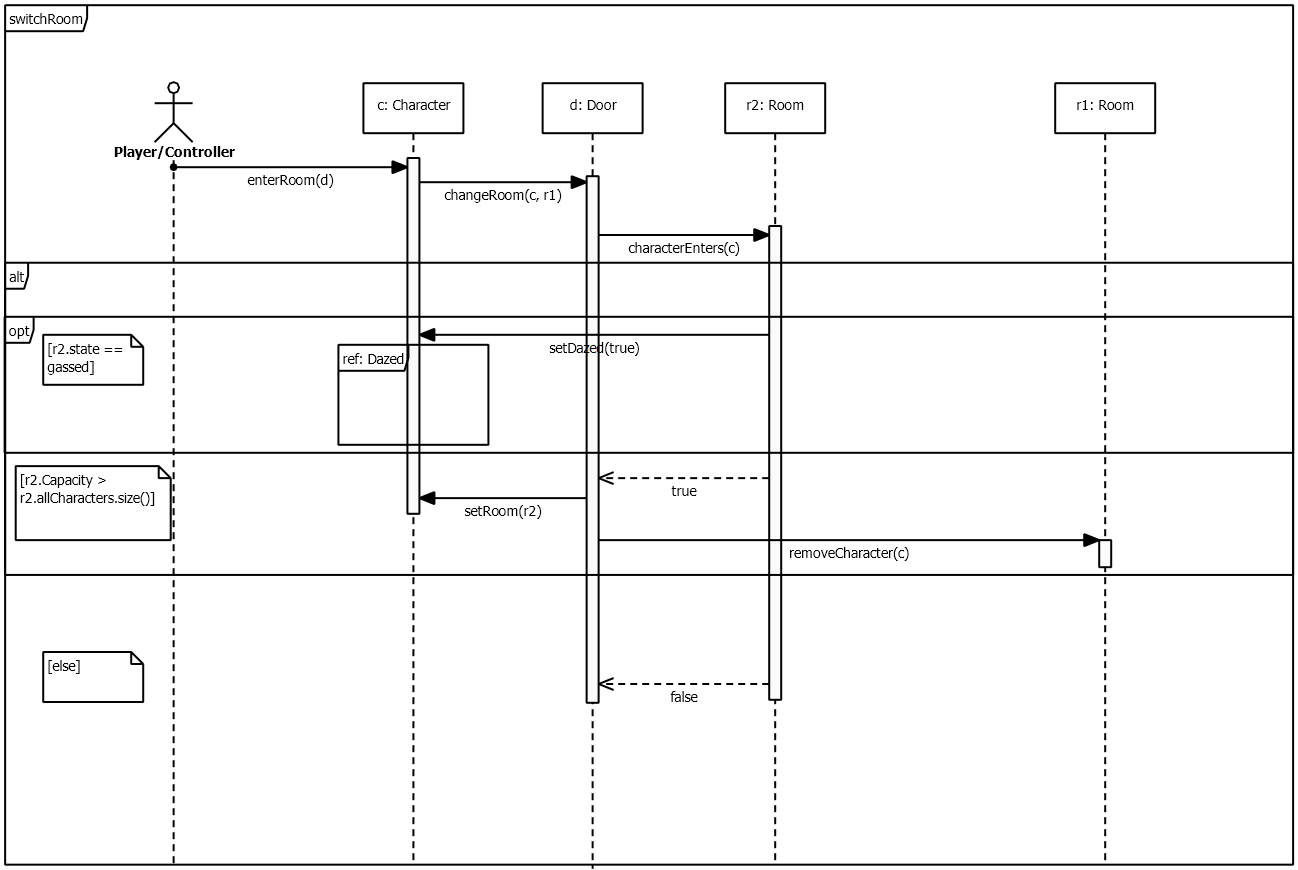 switchRoom
c: Character
d: Door
r2: Room
r1: Room
Player/Controller
enterRoom(d)
changeRoom(c, r1)
characterEnters(c)
alt
opt
[r2.state ==
gassed]
setDazed(true)
ref: Dazed
[r2.Capacity >
r2.allCharacters.size()]
true
setRoom(r2)
removeCharacter(c)
[else]
false